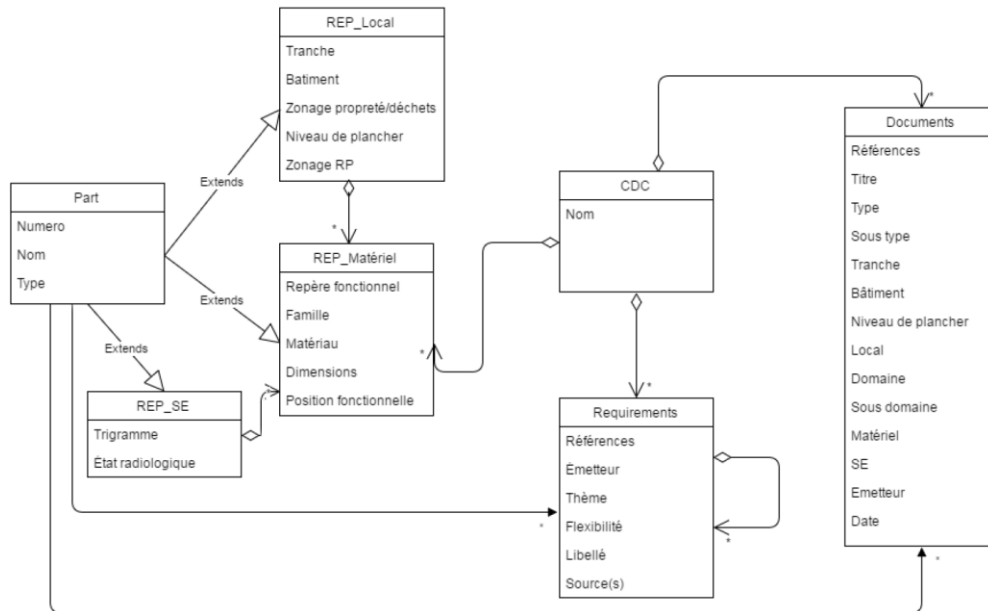 REP_Local
Tranche
Batiment
Zonage propreté/déchets
Niveau de plancher
Zonage RP
Extends
Part
Numero
Nom
Type
Extends
Extends
*
REP_Matériel
Repère fonctionnel
Famille
Matériau
Dimensions
Position fonctionnelle
*
REP_SE
Trigramme
État radiologique
*
CDC
Nom
*
Requirements
Références
Émetteur
Thème
Flexibilité
Libellé
Source(s)
*
*
*
Documents
Références
Titre
Type
Sous type
Tranche
Bâtiment
Niveau de plancher
Local
Domaine
Sous domaine
Matériel
SE
Emetteur
Date
*